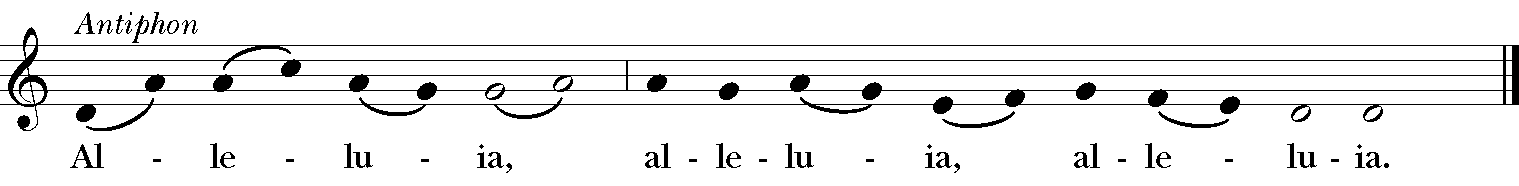 Antiphon
Al - le - lu - ia, al - le - lu - ia, al - le - lu - ia.